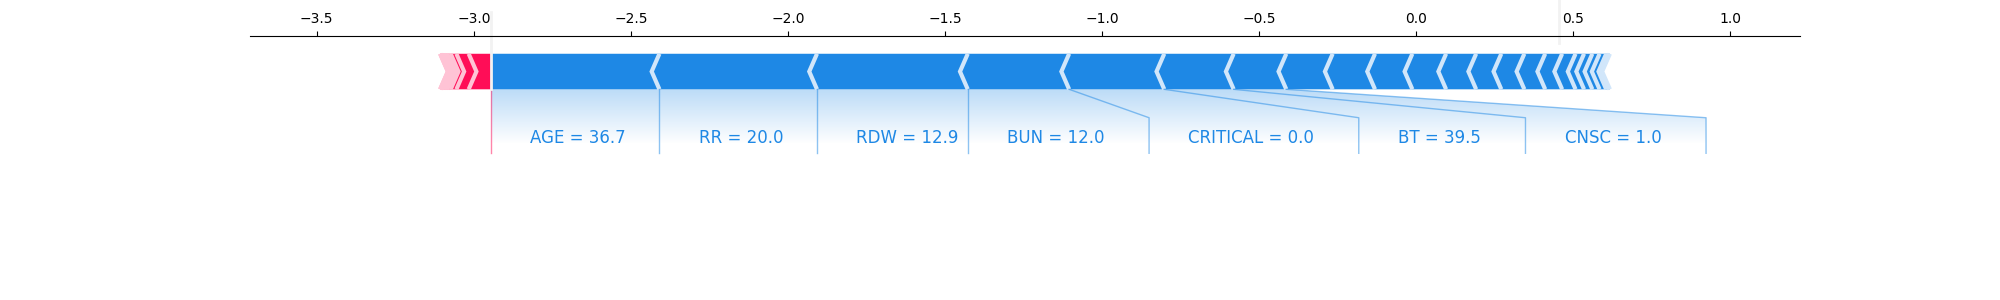 −3.5 −3.0 −2.5 −2.0 −1.5 −1.0 −0.5 0.0 0.5 1.0
AGE = 36.7 RR = 20.0 RDW = 12.9 BUN = 12.0 CRITICAL = 0.0 BT = 39.5 CNSC = 1.0